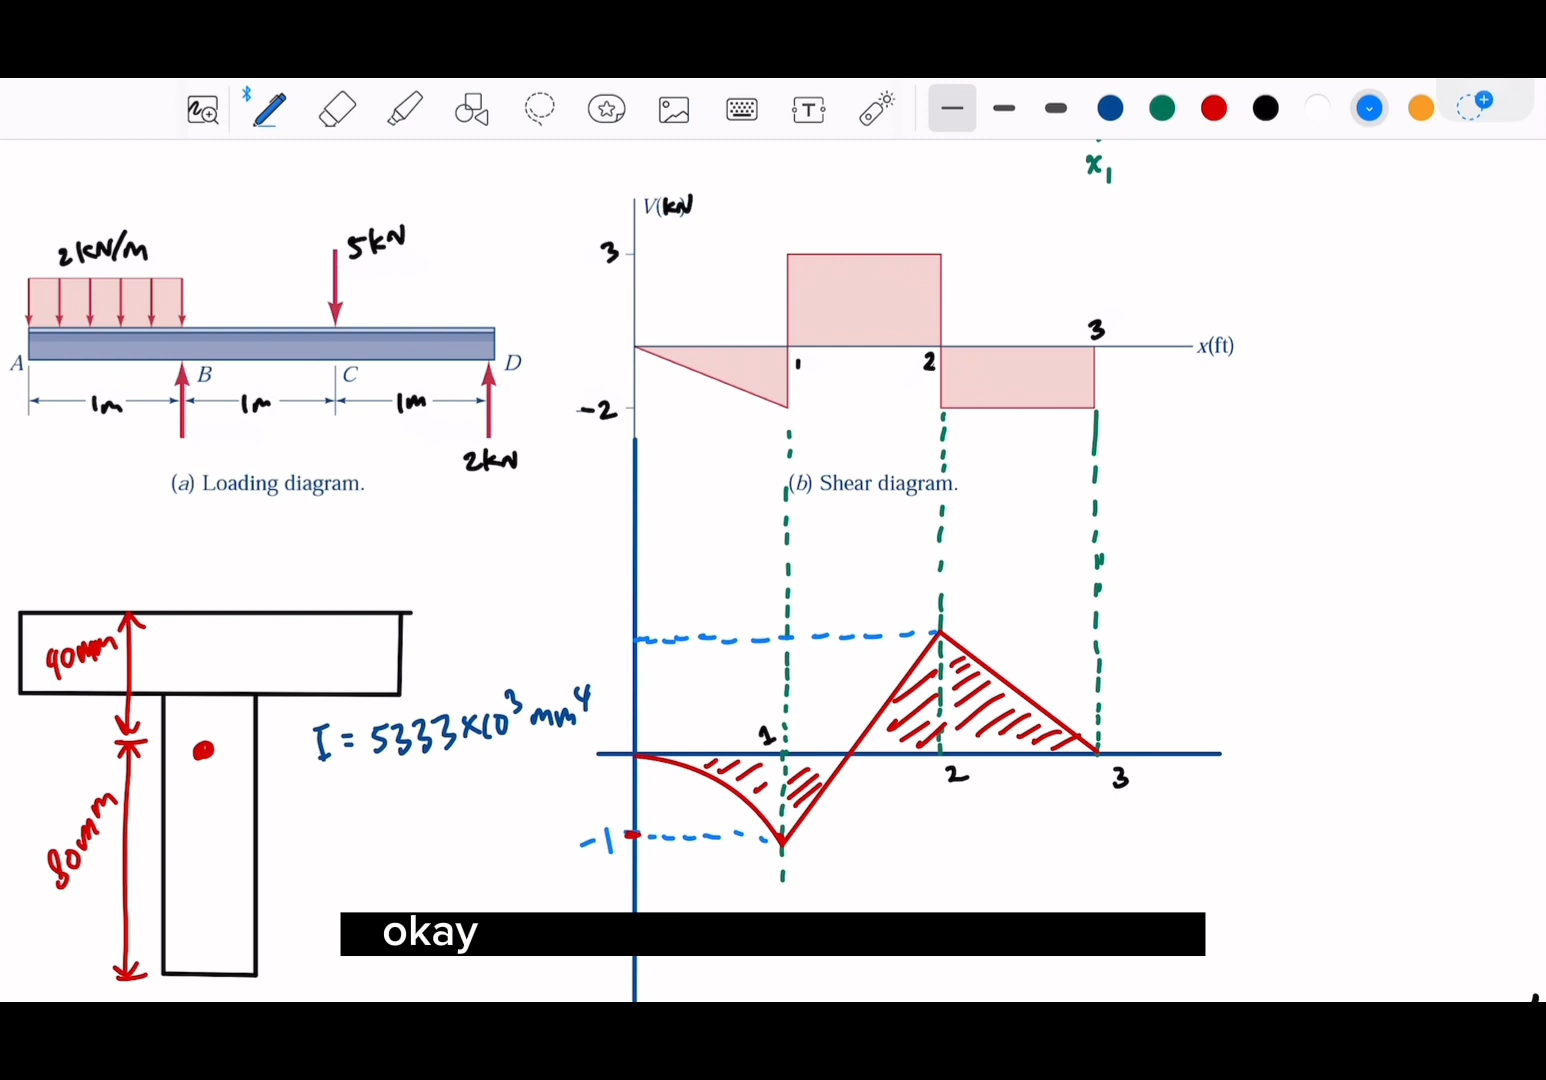 x₁
V(kN)
2kN/m
5kN
3
A
B
C
D
1m
1m
1m
2kN
1
2
3
x(ft)
-2
(a) Loading diagram.
(b) Shear diagram.
40mm
80mm
I = 5333×10³ mm⁴
1
2
3
-1
okay